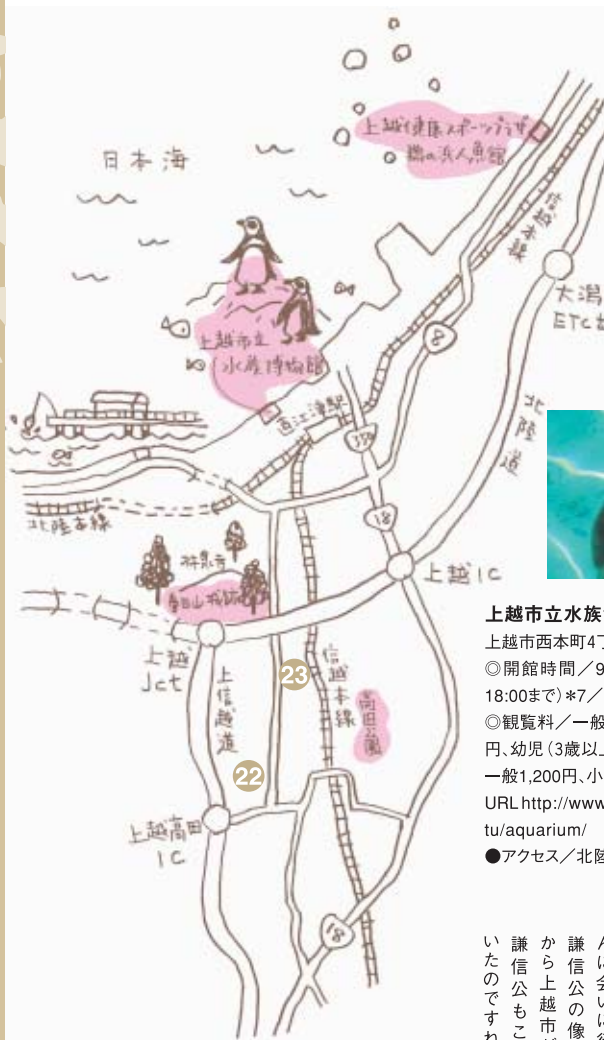 日本海
上越健康スポーツプラザ
鵜の浜人魚館
信越本線
大潟
8
上越市立
水族博物館
直江津駅
北陸道
18
北陸本線
上越IC
林泉寺
春日山城跡
上越
Jct
上信越道
23
信越本線
高田公園
22
上越高田
IC
18
上越市立水族
上越市西本町4丁
◎開館時間/9
18:00まで)*7/
◎観覧料/一般
円、幼児(3歳以上
一般1,200円、小
URL http://www
tu/aquarium/
●アクセス/北陸
んに会いに行
謙信公の像
から上越市が
謙信公もこ
いたのですね